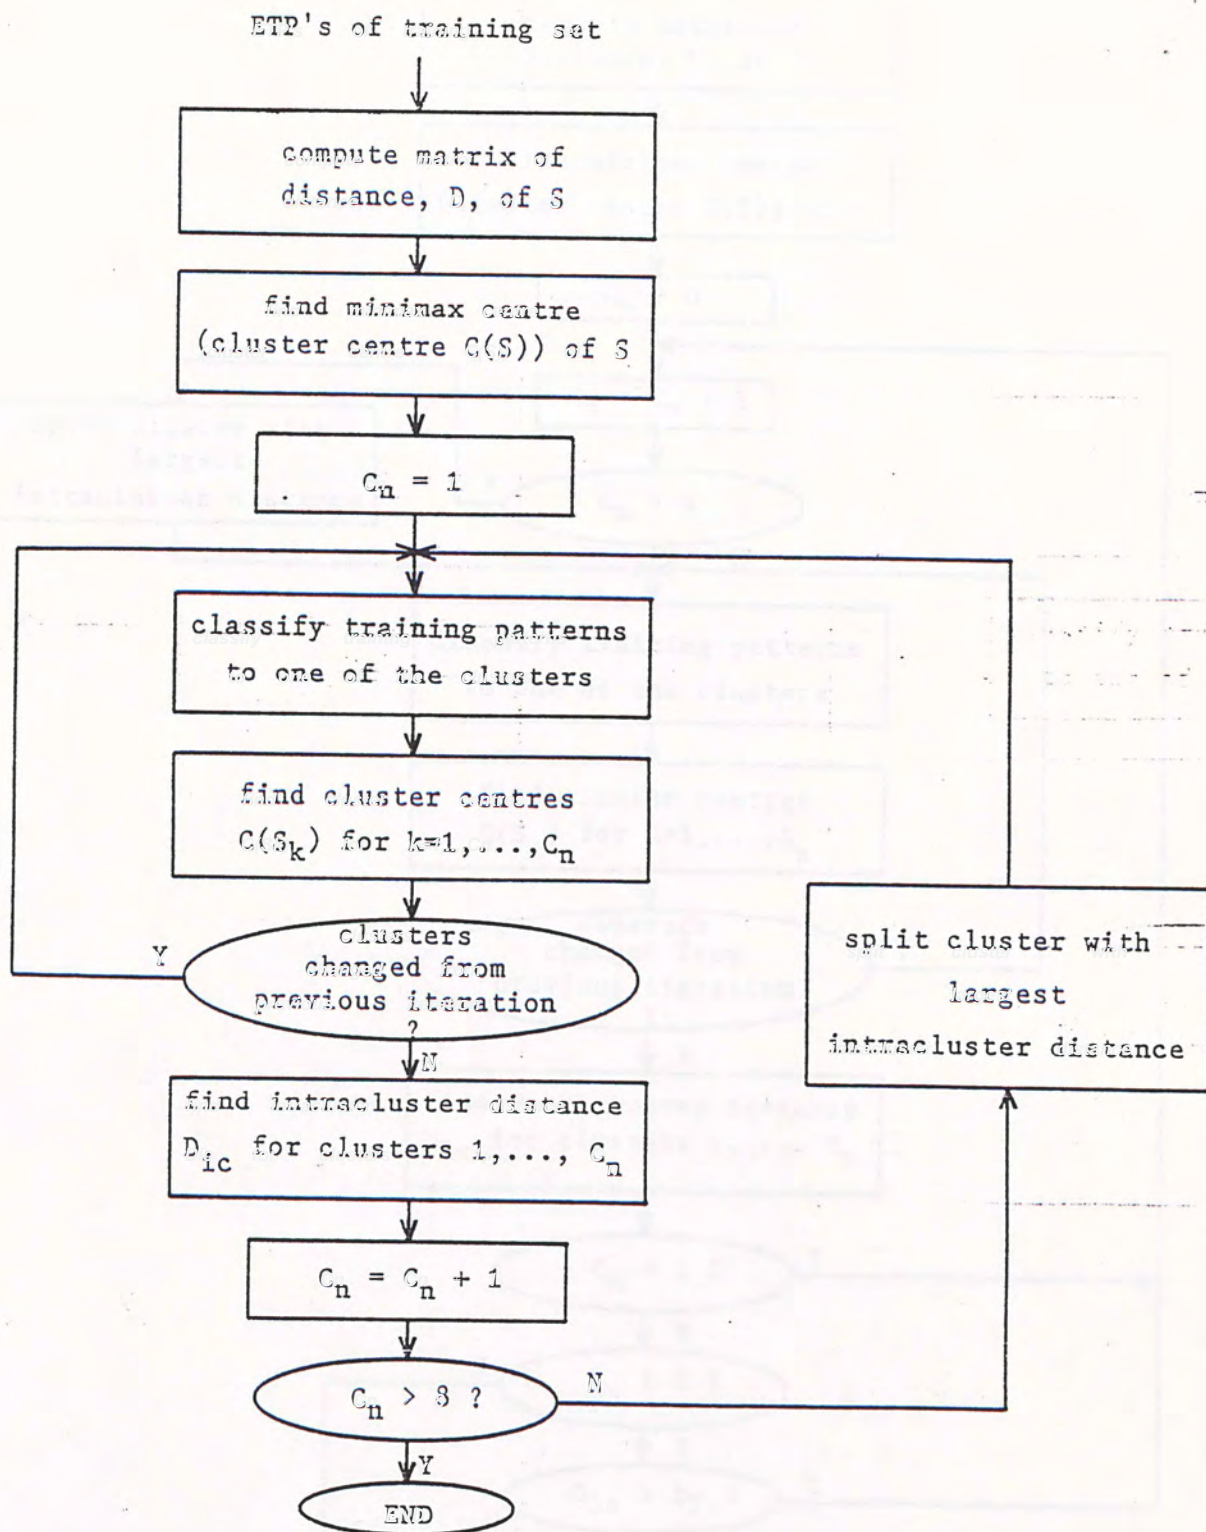 ETP's of training set
compute matrix of
distance, D, of S
find minimax centre
(cluster centre C(S)) of S
C_n = 1
classify training patterns
to one of the clusters
find cluster centres
C(S_k) for k=1,...,C_n
clusters
changed from
previous iteration
?
Y
N
find intracluster distance
D_ic for clusters 1,..., C_n
C_n = C_n + 1
C_n > 8 ?
N
Y
END
split cluster with
largest
intracluster distance